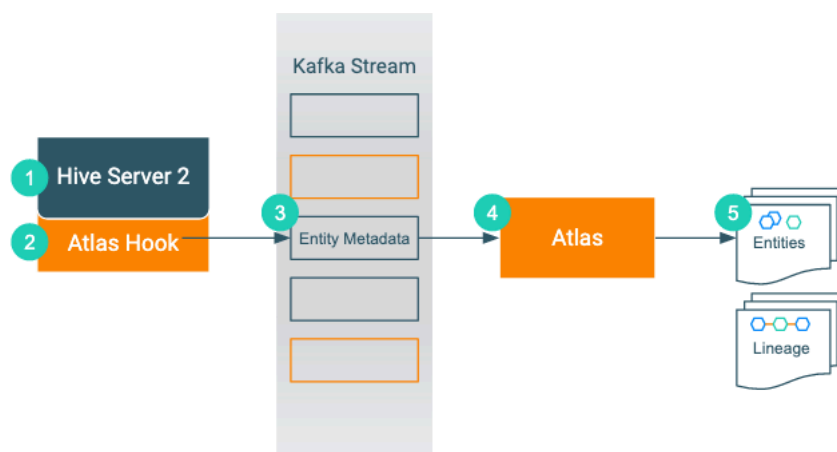 Kafka Stream
1
Hive Server 2
2
Atlas Hook
3
Entity Metadata
4
Atlas
5
Entities
Lineage